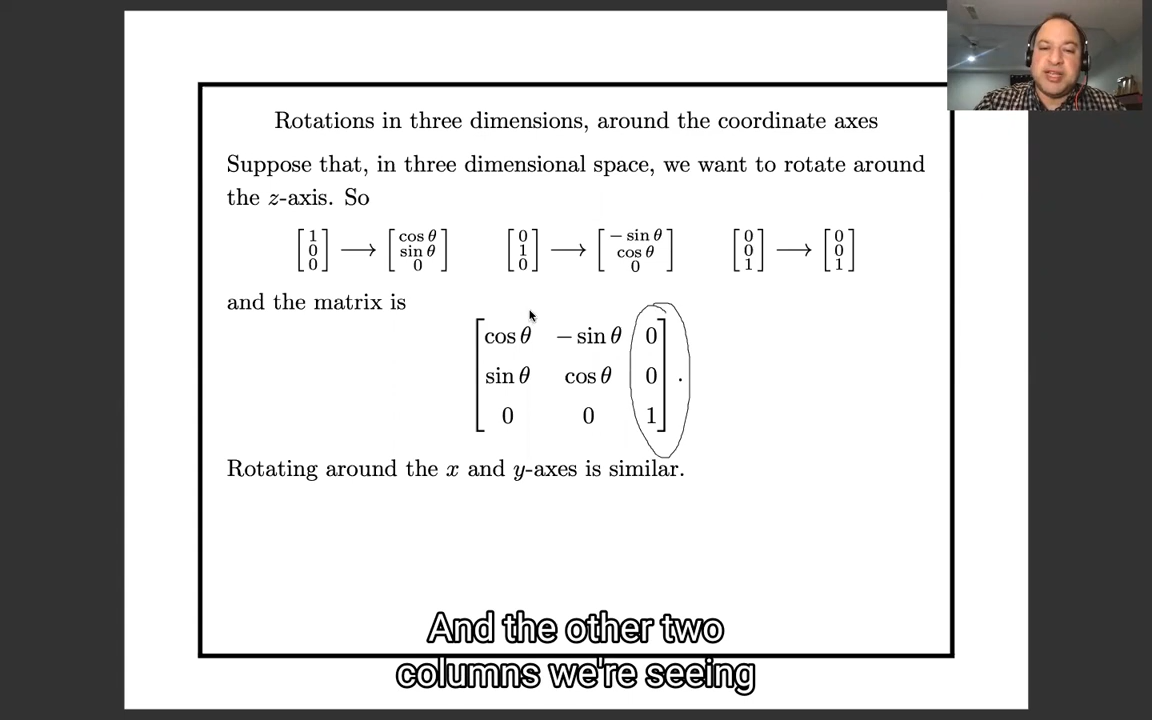 Rotations in three dimensions, around the coordinate axes
Suppose that, in three dimensional space, we want to rotate around
the z-axis. So
[1 0 0] ⟶ [cos θ sin θ 0] [0 1 0] ⟶ [− sin θ cos θ 0] [0 0 1] ⟶ [0 0 1]
and the matrix is
cos θ − sin θ 0
sin θ cos θ 0 .
0 0 1
Rotating around the x and y-axes is similar.
And the other two
columns we're seeing